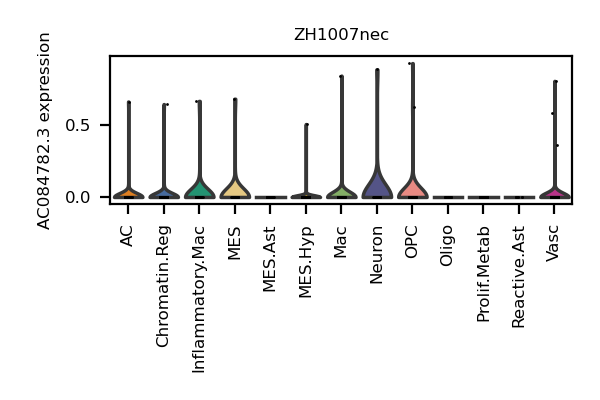 ZH1007nec
AC084782.3 expression
0.5
0.0
AC
Chromatin.Reg
Inflammatory.Mac
MES
MES.Ast
MES.Hyp
Mac
Neuron
OPC
Oligo
Prolif.Metab
Reactive.Ast
Vasc